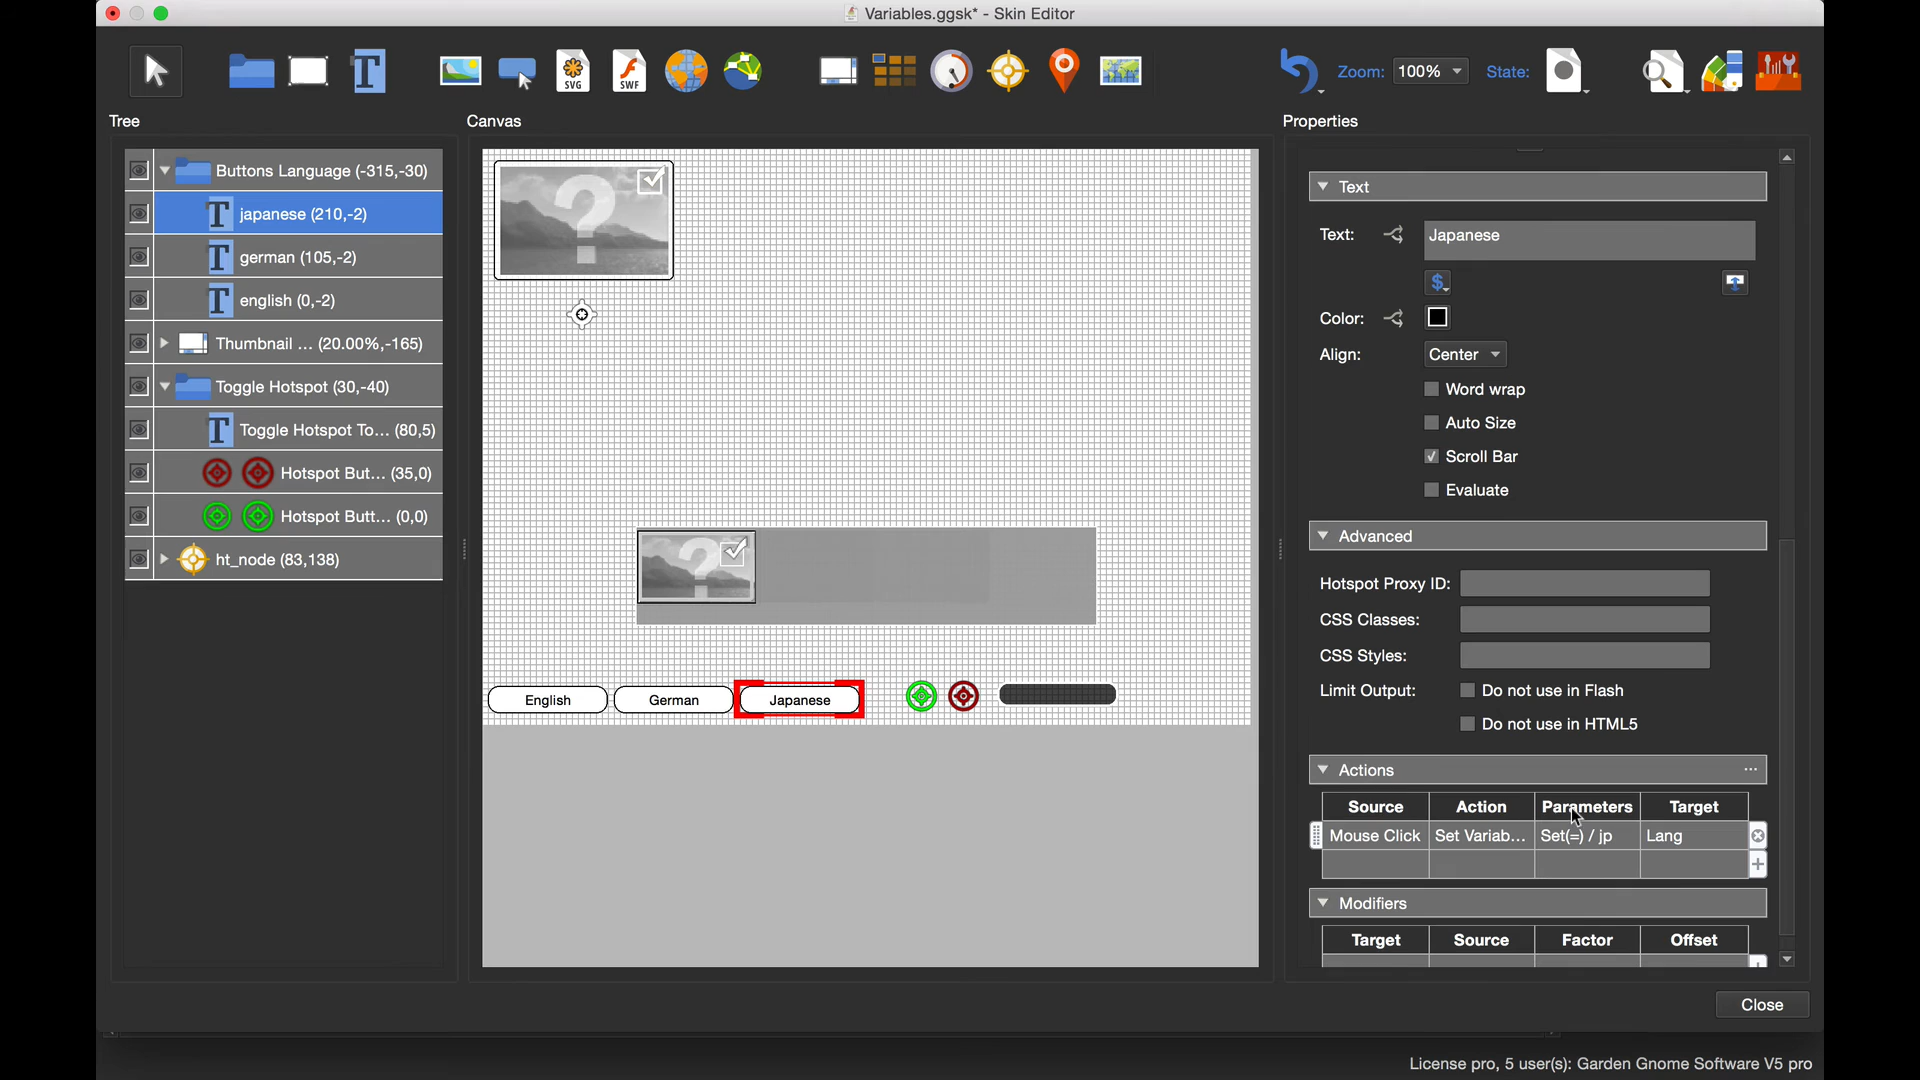 Variables.ggsk* - Skin Editor
T
SVG
SWF
Zoom: 100% State:
Tree
Canvas
Properties
Buttons Language (-315,-30)
T japanese (210,-2)
T german (105,-2)
T english (0,-2)
Thumbnail ... (20.00%,-165)
Toggle Hotspot (30,-40)
T Toggle Hotspot To... (80,5)
Hotspot But... (35,0)
Hotspot Butt... (0,0)
ht_node (83,138)
?
?
English
German
Japanese
Text
Text: Japanese
$
Color:
Align: Center
Word wrap
Auto Size
Scroll Bar
Evaluate
Advanced
Hotspot Proxy ID:
CSS Classes:
CSS Styles:
Limit Output: Do not use in Flash
Do not use in HTML5
Actions ...
Source Action Parameters Target
Mouse Click Set Variab... Set(=) / jp Lang
Modifiers
Target Source Factor Offset
Close
License pro, 5 user(s): Garden Gnome Software V5 pro